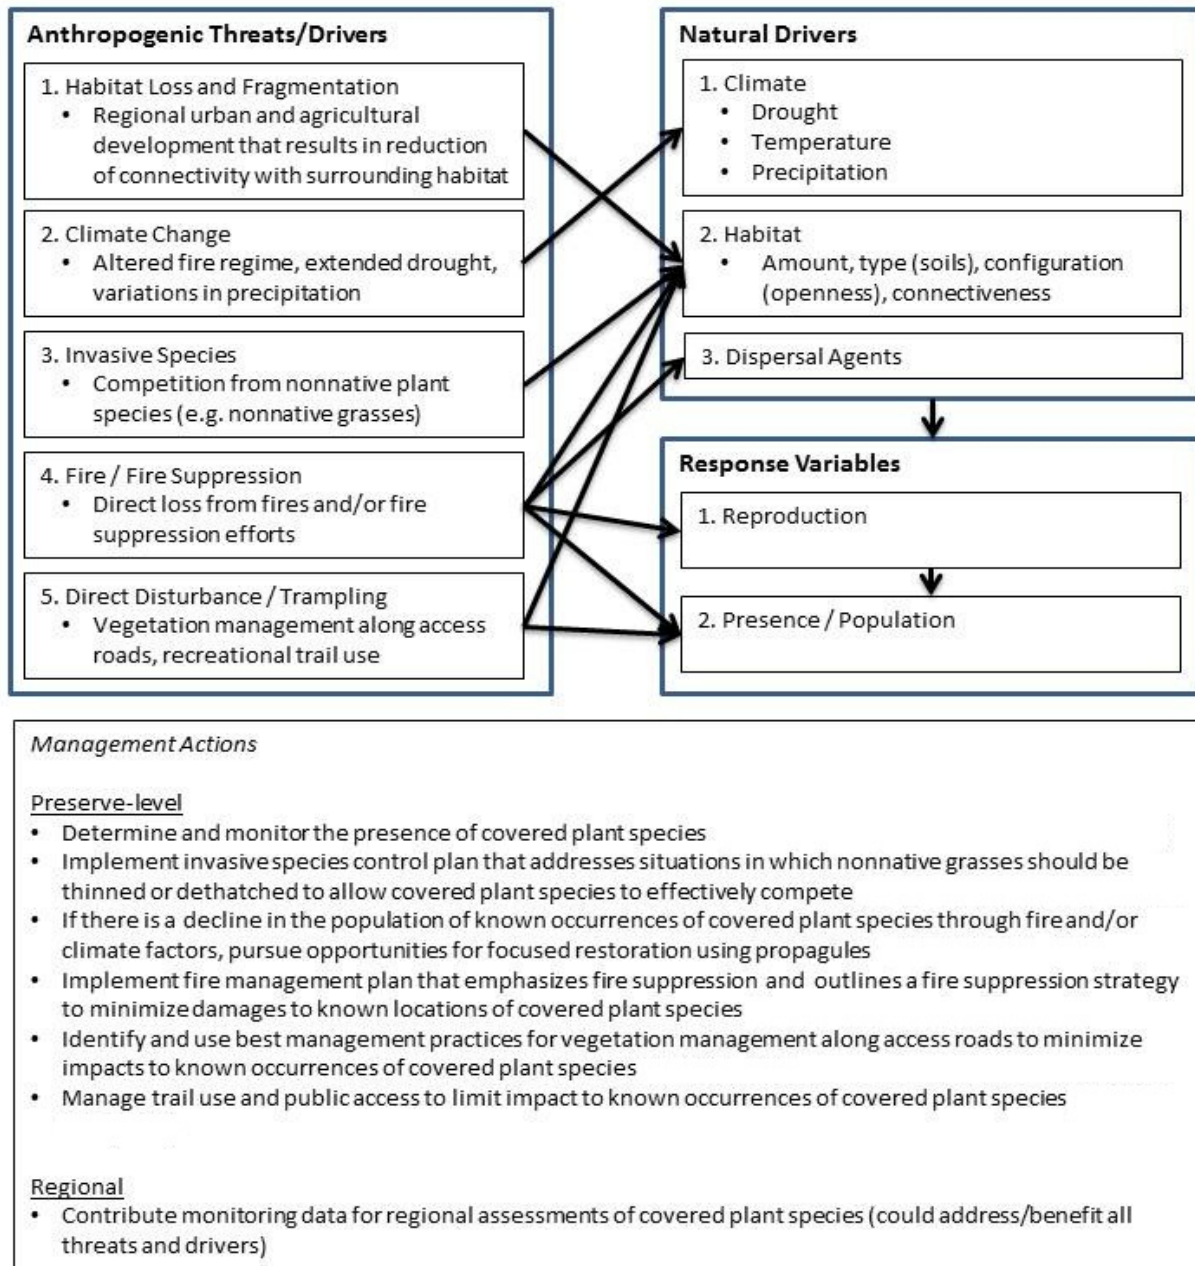 Anthropogenic Threats/Drivers
1. Habitat Loss and Fragmentation
• Regional urban and agricultural
development that results in reduction
of connectivity with surrounding habitat
2. Climate Change
• Altered fire regime, extended drought,
variations in precipitation
3. Invasive Species
• Competition from nonnative plant
species (e.g. nonnative grasses)
4. Fire / Fire Suppression
• Direct loss from fires and/or fire
suppression efforts
5. Direct Disturbance / Trampling
• Vegetation management along access
roads, recreational trail use
Natural Drivers
1. Climate
• Drought
• Temperature
• Precipitation
2. Habitat
• Amount, type (soils), configuration
(openness), connectiveness
3. Dispersal Agents
Response Variables
1. Reproduction
2. Presence / Population
Management Actions
Preserve-level
• Determine and monitor the presence of covered plant species
• Implement invasive species control plan that addresses situations in which nonnative grasses should be
thinned or dethatched to allow covered plant species to effectively compete
• If there is a decline in the population of known occurrences of covered plant species through fire and/or
climate factors, pursue opportunities for focused restoration using propagules
• Implement fire management plan that emphasizes fire suppression and outlines a fire suppression strategy
to minimize damages to known locations of covered plant species
• Identify and use best management practices for vegetation management along access roads to minimize
impacts to known occurrences of covered plant species
• Manage trail use and public access to limit impact to known occurrences of covered plant species
Regional
• Contribute monitoring data for regional assessments of covered plant species (could address/benefit all
threats and drivers)